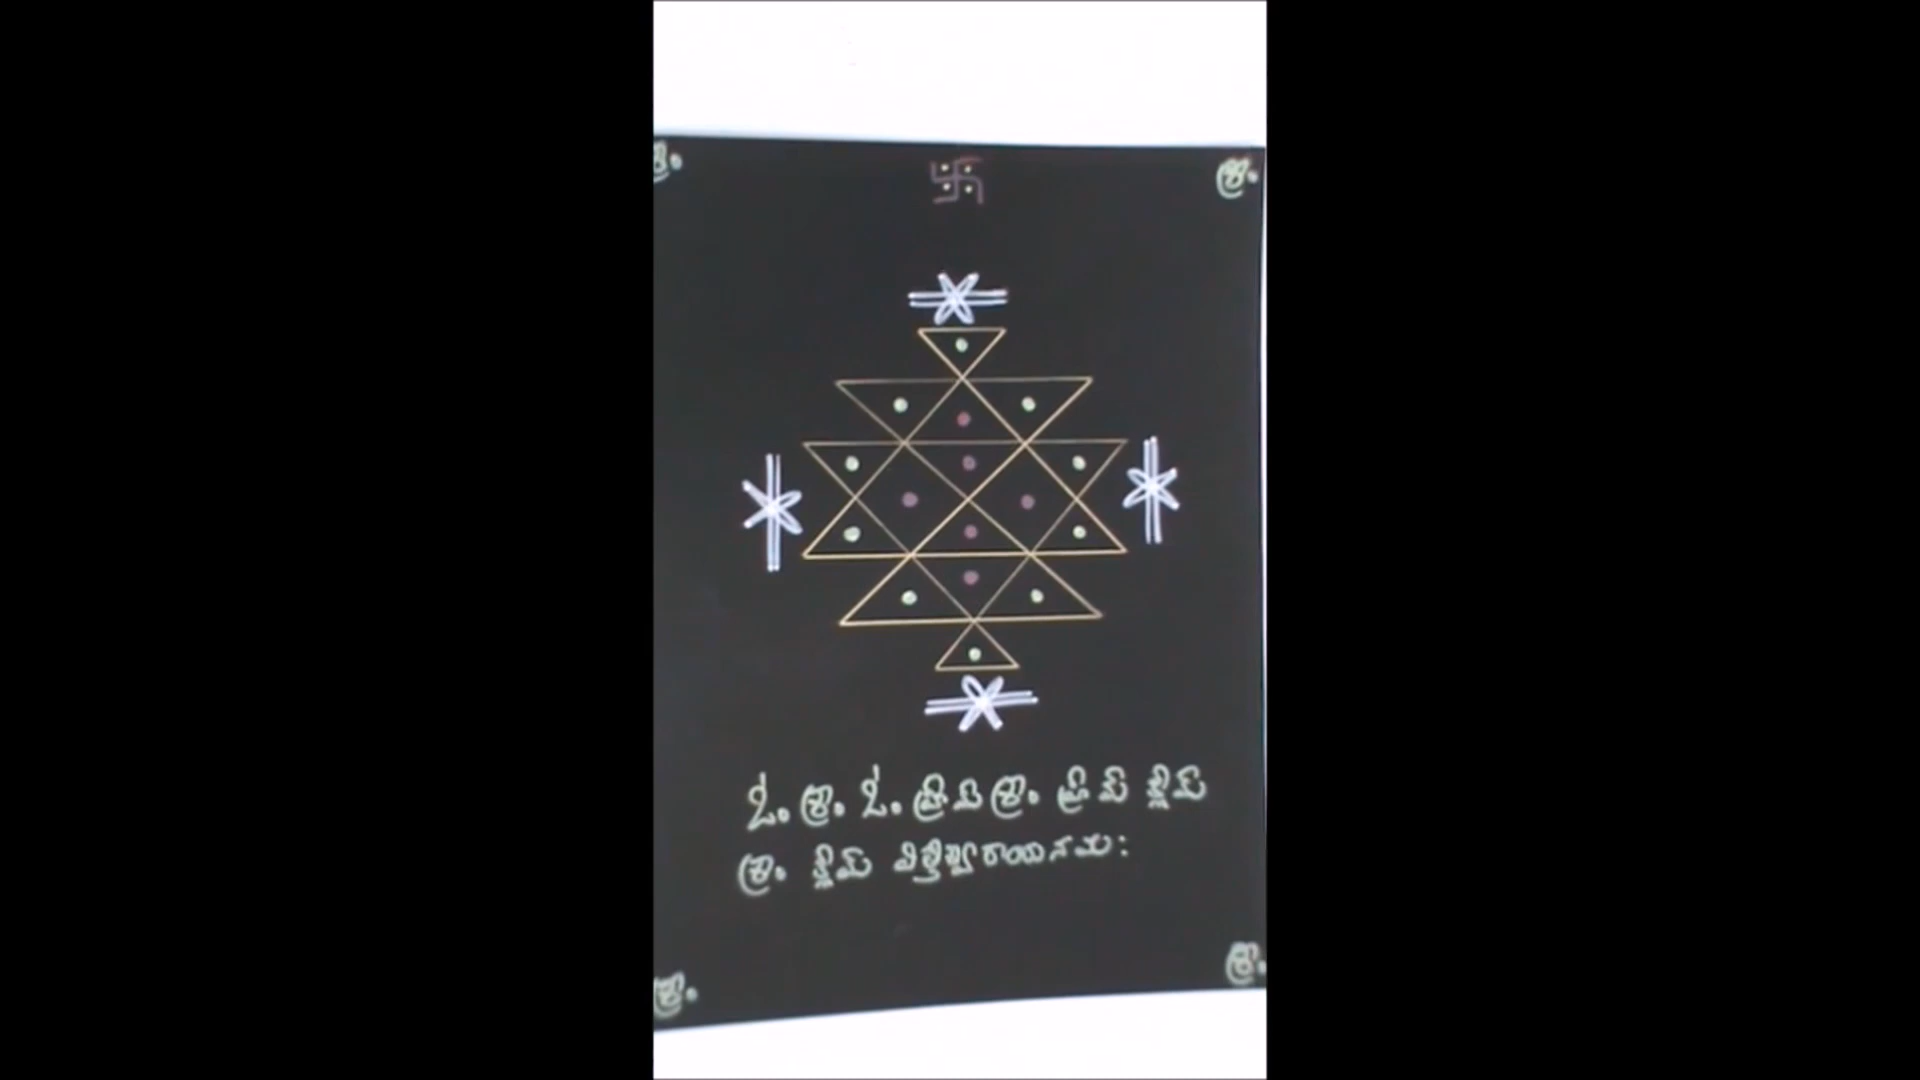 ఓం శ్రీం ఓం హ్రీమ్ శ్రీం హ్రీమ్ క్లీమ్
శ్రీం క్లీమ్ విత్తేశ్వరాయనమః